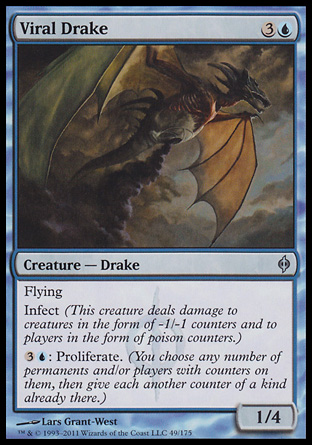 Viral Drake 3
Creature — Drake
Flying
Infect (This creature deals damage to
creatures in the form of -1/-1 counters and to
players in the form of poison counters.)
3: Proliferate. (You choose any number of
permanents and/or players with counters on
them, then give each another counter of a kind
already there.)
Lars Grant-West
1/4
™ & © 1993-2011 Wizards of the Coast LLC 49/175